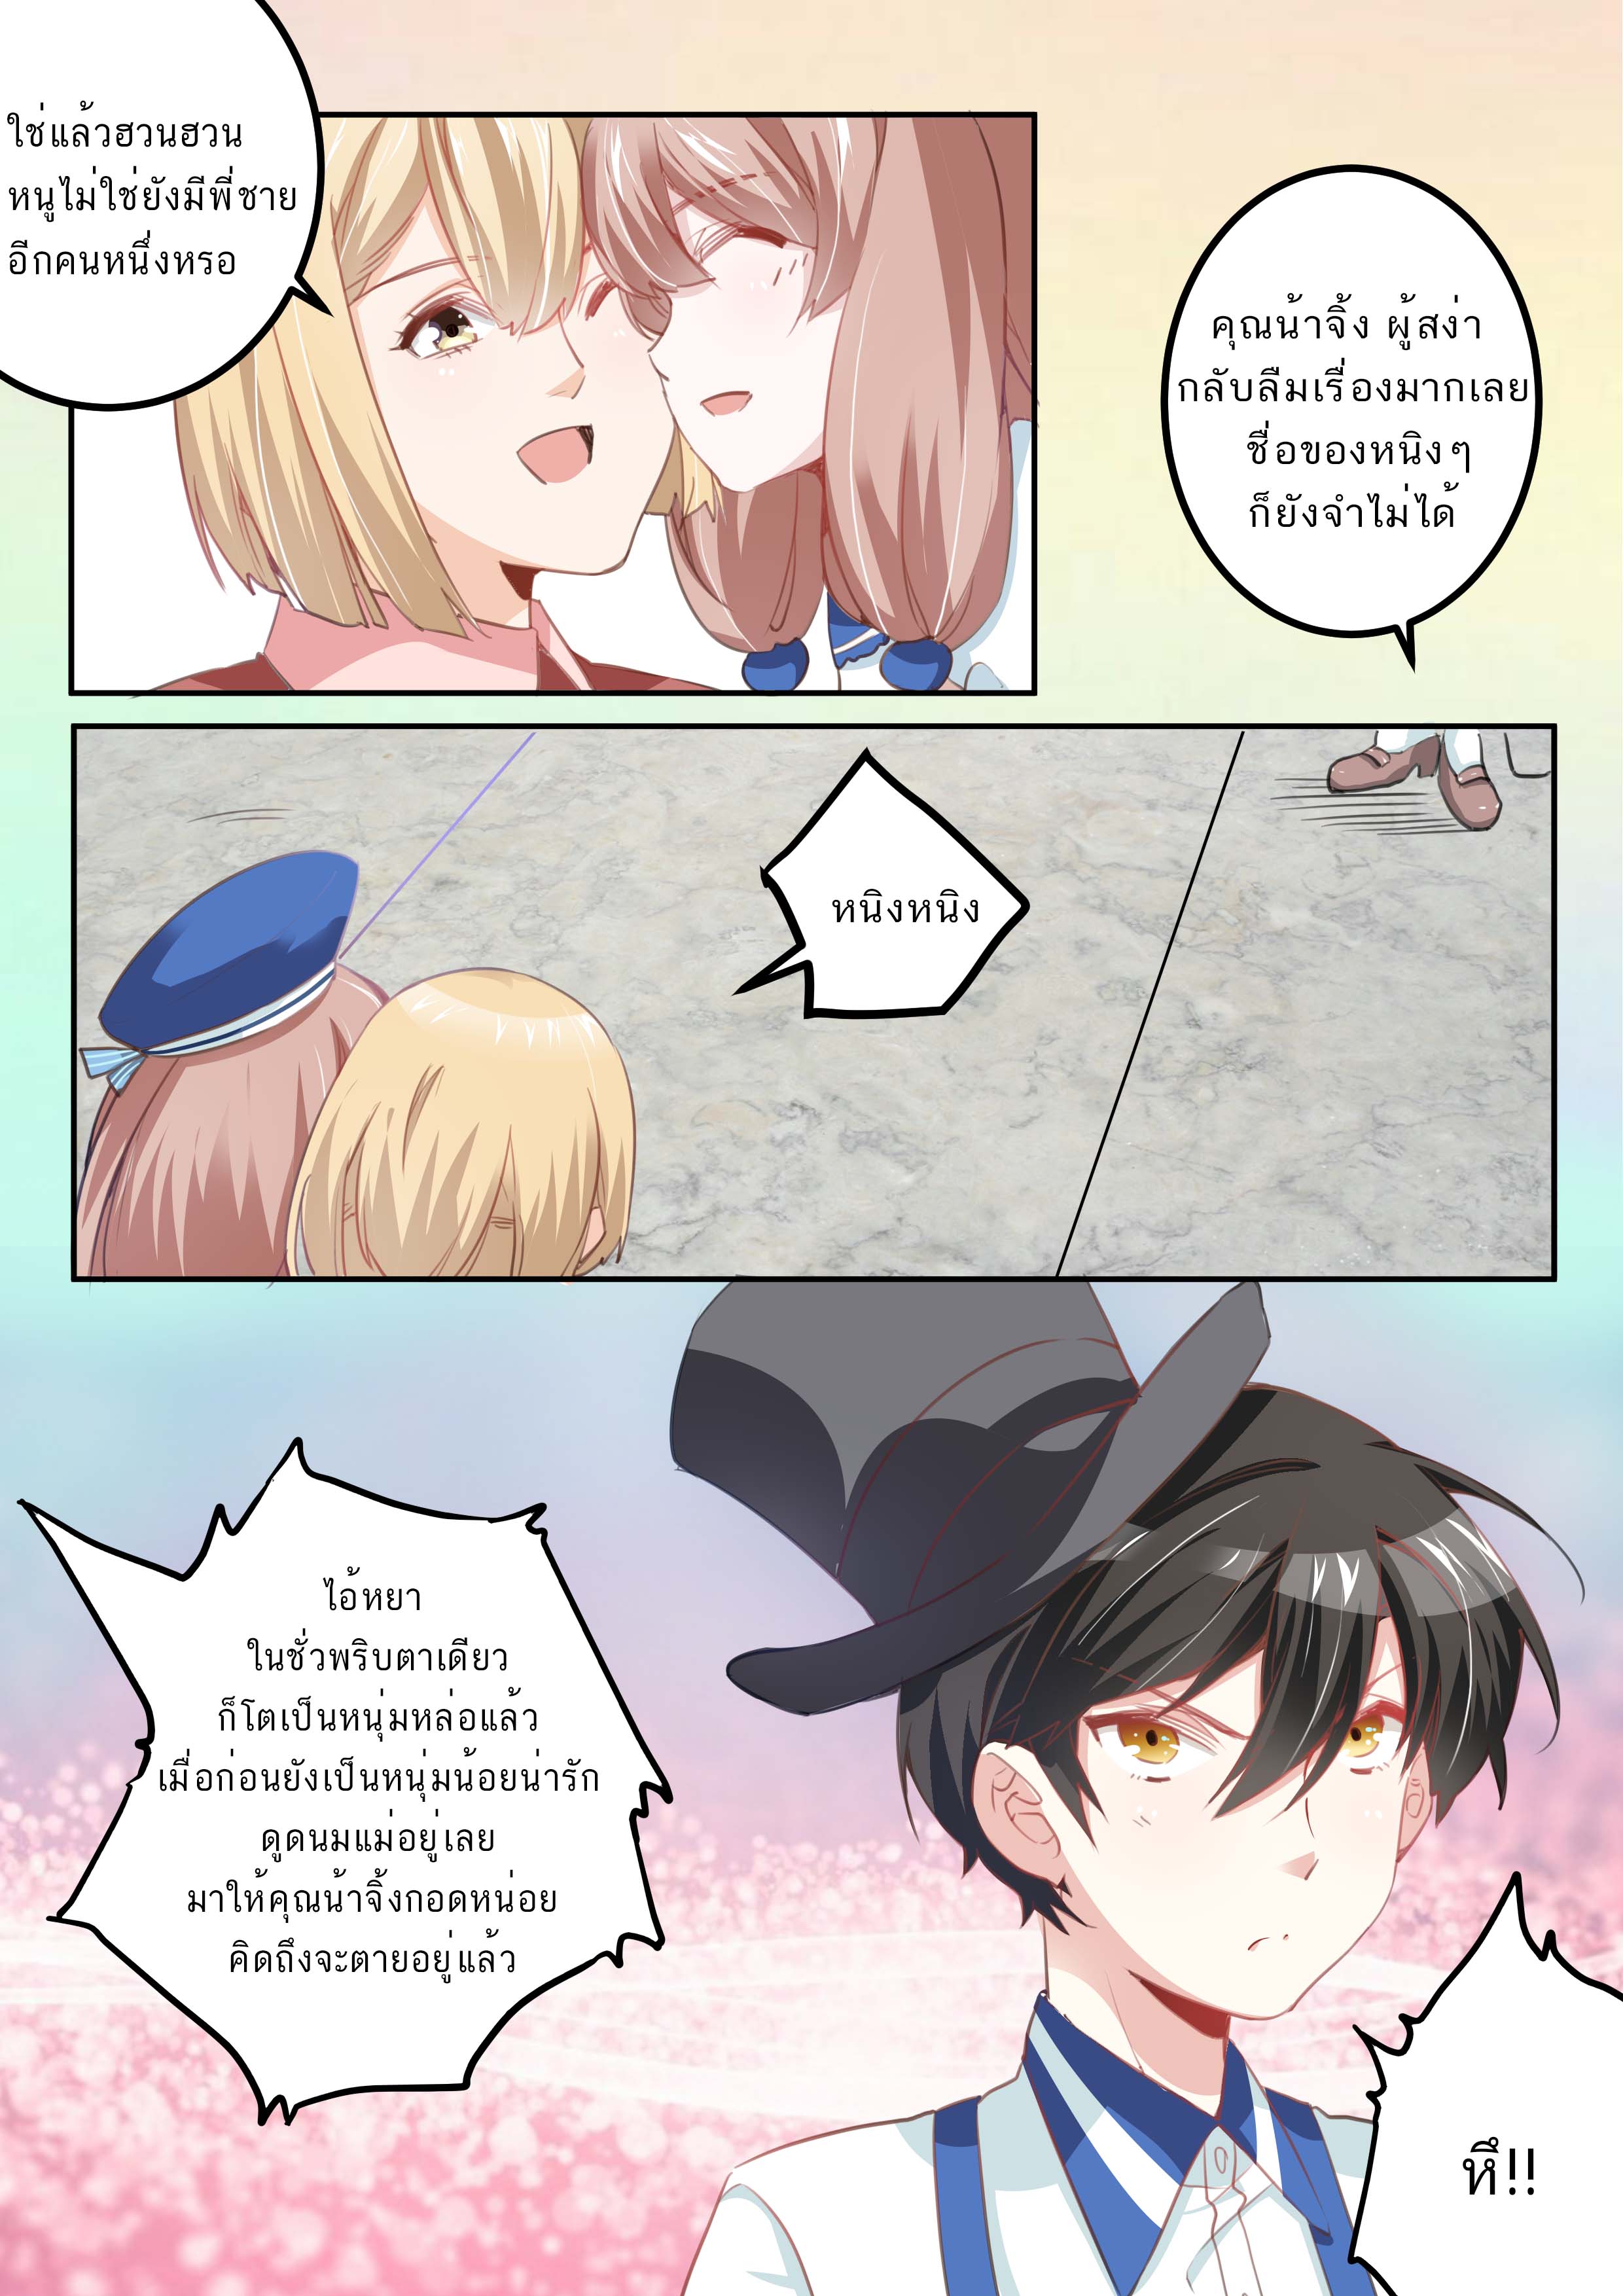 ใช่แล้วฮวนฮวน
หนูไม่ใช่ยังมีพี่ชาย
อีกคนหนึ่งหรอ
คุณน้าจิ้ง ผู้สง่า
กลับลืมเรื่องมากเลย
ชื่อของหนิงๆ
ก็ยังจำไม่ได้
หนิงหนิง
ไอ้หยา
ในชั่วพริบตาเดียว
ก็โตเป็นหนุ่มหล่อแล้ว
เมื่อก่อนยังเป็นหนุ่มน้อยน่ารัก
ดูดนมแม่อยู่เลย
มาให้คุณน้าจิ้งกอดหน่อย
คิดถึงจะตายอยู่แล้ว
หึ!!